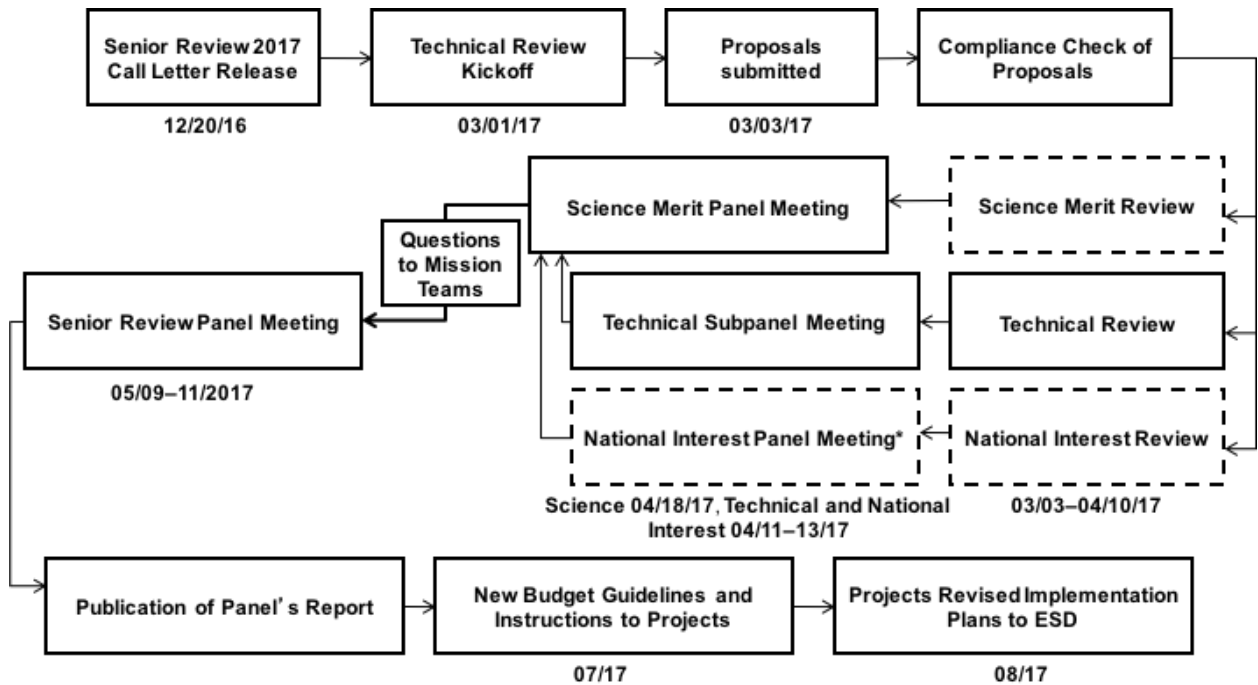 Senior Review 2017
Call Letter Release
12/20/16
Technical Review
Kickoff
03/01/17
Proposals
submitted
03/03/17
Compliance Check of
Proposals
Science Merit Panel Meeting
Science Merit Review
Questions
to Mission
Teams
Senior Review Panel Meeting
05/09–11/2017
Technical Subpanel Meeting
Technical Review
National Interest Panel Meeting*
National Interest Review
Science 04/18/17, Technical and National
Interest 04/11–13/17
03/03–04/10/17
Publication of Panel's Report
New Budget Guidelines and
Instructions to Projects
07/17
Projects Revised Implementation
Plans to ESD
08/17